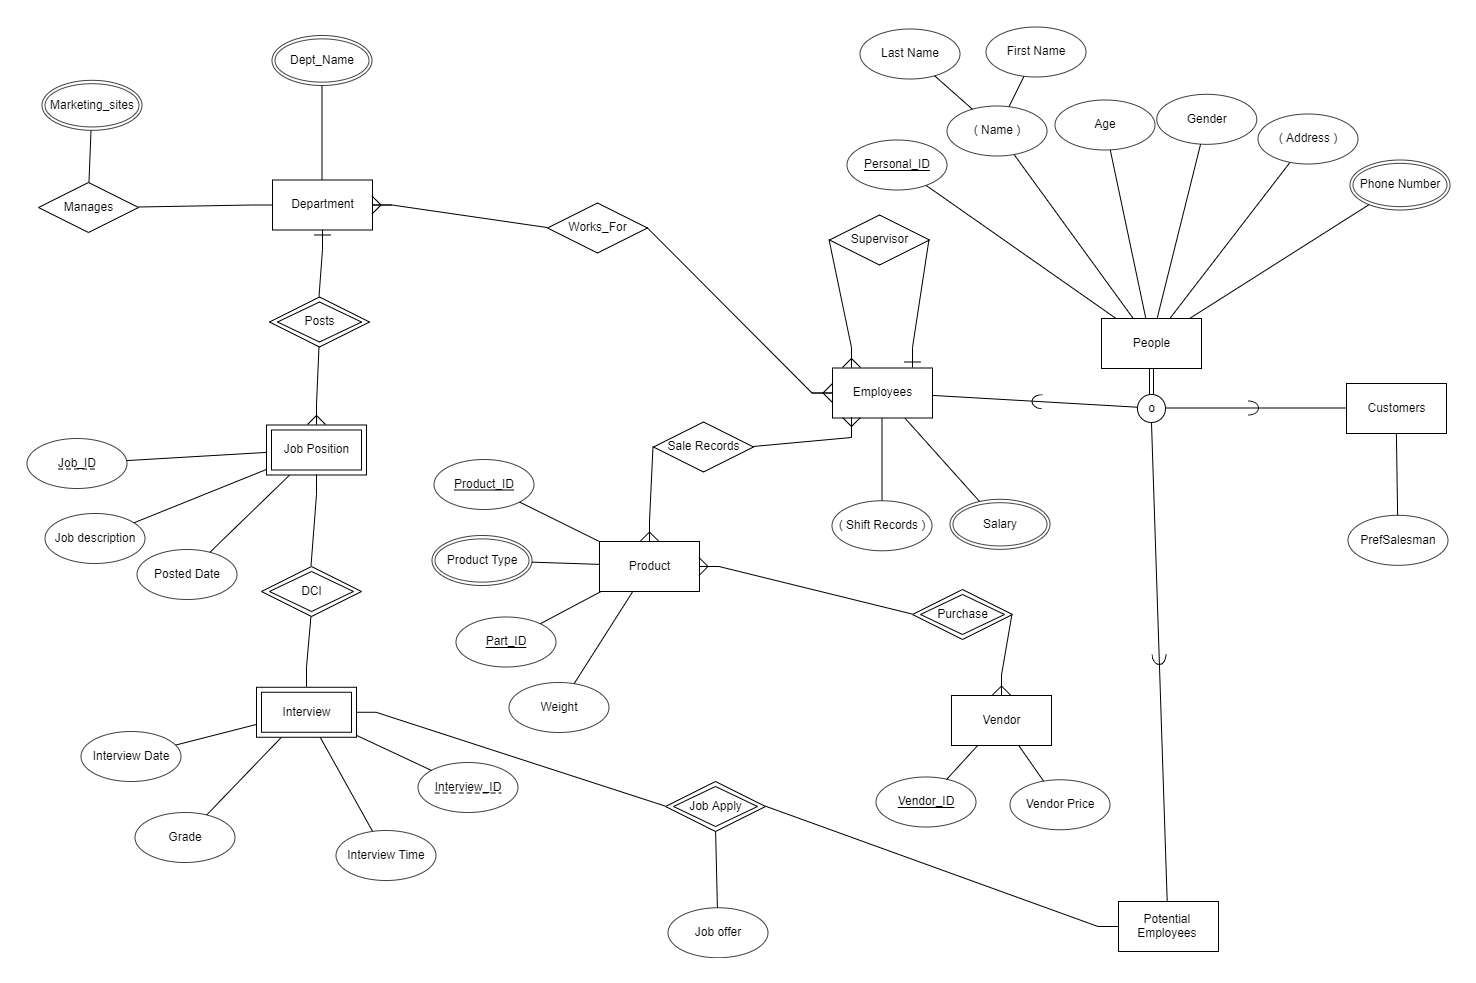 Last Name
First Name
Dept_Name
Marketing_sites
( Name )
Age
Gender
( Address )
Personal_ID
Phone Number
Manages
Department
Works_For
Supervisor
Posts
People
Employees
Customers
Job Position
Sale Records
Job_ID
Product_ID
( Shift Records )
Salary
Job description
PrefSalesman
Product Type
Product
Posted Date
DCI
Purchase
Part_ID
Interview
Weight
Vendor
Interview Date
Interview_ID
Vendor_ID
Vendor Price
Job Apply
Grade
Interview Time
Job offer
Potential
Employees
o